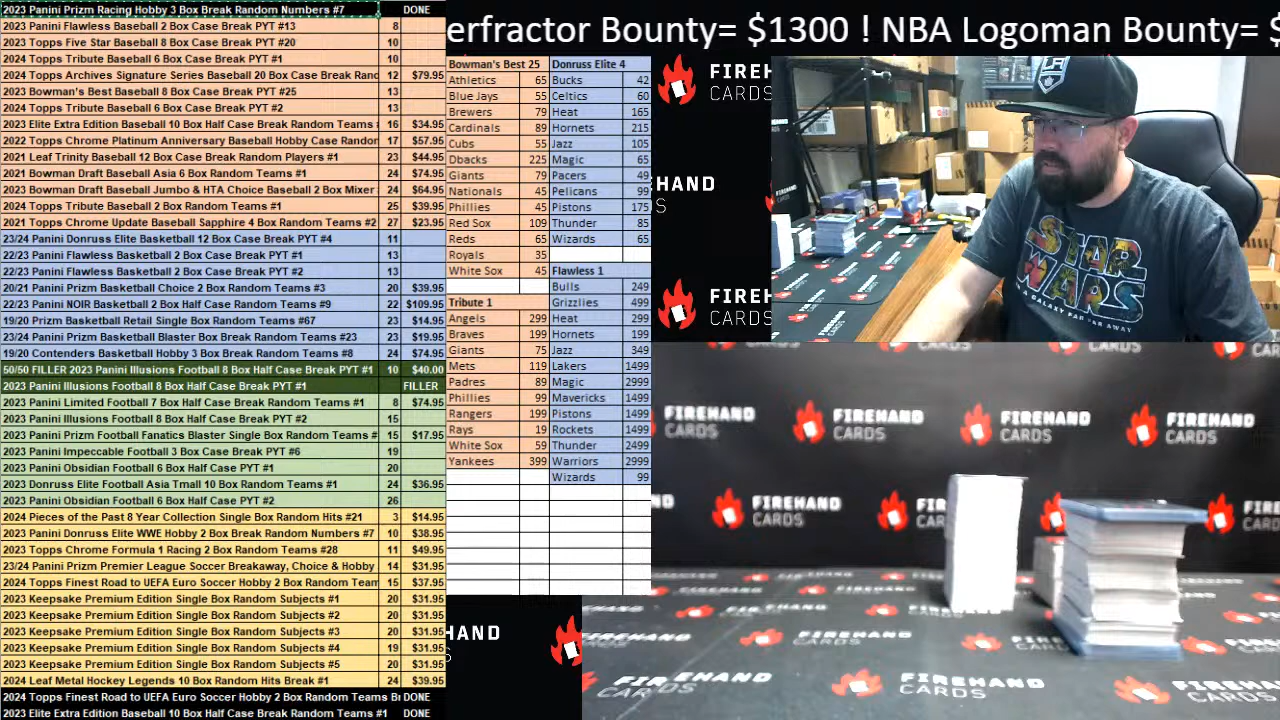 2023 Panini Prizm Racing Hobby 3 Box Break Random Numbers #7 DONE
2023 Panini Flawless Baseball 2 Box Case Break PYT #13 8
2023 Topps Five Star Baseball 8 Box Case Break PYT #20 10
2024 Topps Tribute Baseball 6 Box Case Break PYT #1 10
2024 Topps Archives Signature Series Baseball 20 Box Case Break Ranc 12 $79.95
2023 Bowman's Best Baseball 8 Box Case Break PYT #25 13
2024 Topps Tribute Baseball 6 Box Case Break PYT #2 13
2023 Elite Extra Edition Baseball 10 Box Half Case Break Random Teams 16 $34.95
2022 Topps Chrome Platinum Anniversary Baseball Hobby Case Randor 17 $57.95
2021 Leaf Trinity Baseball 12 Box Case Break Random Players #1 23 $44.95
2021 Bowman Draft Baseball Asia 6 Box Random Teams #1 24 $74.95
2023 Bowman Draft Baseball Jumbo & HTA Choice Baseball 2 Box Mixer 24 $64.95
2024 Topps Tribute Baseball 2 Box Random Teams #1 25 $39.95
2021 Topps Chrome Update Baseball Sapphire 4 Box Random Teams #2 27 $23.95
23/24 Panini Donruss Elite Basketball 12 Box Case Break PYT #4 11
22/23 Panini Flawless Basketball 2 Box Case Break PYT #1 13
22/23 Panini Flawless Basketball 2 Box Case Break PYT #2 13
20/21 Panini Prizm Basketball Choice 2 Box Random Teams #3 20 $39.95
22/23 Panini NOIR Basketball 2 Box Half Case Random Teams #9 22 $109.95
19/20 Prizm Basketball Retail Single Box Random Teams #67 23 $14.95
23/24 Panini Prizm Basketball Blaster Box Break Random Teams #23 23 $19.95
19/20 Contenders Basketball Hobby 3 Box Break Random Teams #8 24 $74.95
50/50 FILLER 2023 Panini Illusions Football 8 Box Half Case Break PYT #1 10 $40.00
2023 Panini Illusions Football 8 Box Half Case Break PYT #1 FILLER
2023 Panini Limited Football 7 Box Half Case Break Random Teams #1 8 $74.95
2023 Panini Illusions Football 8 Box Half Case Break PYT #2 15
2023 Panini Prizm Football Fanatics Blaster Single Box Random Teams # 15 $17.95
2023 Panini Impeccable Football 3 Box Case Break PYT #6 19
2023 Panini Obsidian Football 6 Box Half Case PYT #1 20
2023 Donruss Elite Football Asia Tmall 10 Box Random Teams #1 24 $36.95
2023 Panini Obsidian Football 6 Box Half Case PYT #2 26
2024 Pieces of the Past 8 Year Collection Single Box Random Hits #21 3 $14.95
2023 Panini Donruss Elite WWE Hobby 2 Box Break Random Numbers #7 10 $38.95
2023 Topps Chrome Formula 1 Racing 2 Box Random Teams #28 11 $49.95
23/24 Panini Prizm Premier League Soccer Breakaway, Choice & Hobby 14 $31.95
2024 Topps Finest Road to UEFA Euro Soccer Hobby 2 Box Random Team 15 $37.95
2023 Keepsake Premium Edition Single Box Random Subjects #1 20 $31.95
2023 Keepsake Premium Edition Single Box Random Subjects #2 20 $31.95
2023 Keepsake Premium Edition Single Box Random Subjects #3 20 $31.95
2023 Keepsake Premium Edition Single Box Random Subjects #4 19 $31.95
2023 Keepsake Premium Edition Single Box Random Subjects #5 20 $31.95
2024 Leaf Metal Hockey Legends 10 Box Random Hits Break #1 24 $39.95
2024 Topps Finest Road to UEFA Euro Soccer Hobby 2 Box Random Teams B DONE
2023 Elite Extra Edition Baseball 10 Box Half Case Break Random Teams #1 DONE
erfractor Bounty= $1300 ! NBA Logoman Bounty= $
Bowman's Best 25
Athletics 65
Blue Jays 55
Brewers 79
Cardinals 89
Cubs 55
Dbacks 225
Giants 79
Nationals 45
Phillies 45
Red Sox 109
Reds 65
Royals 35
White Sox 45
Tribute 1
Angels 299
Braves 199
Giants 75
Mets 119
Padres 89
Phillies 99
Rangers 199
Rays 19
White Sox 59
Yankees 399
Donruss Elite 4
Bucks 42
Celtics 60
Heat 165
Hornets 215
Jazz 105
Magic 65
Pacers 49
Pelicans 99
Pistons 175
Thunder 85
Wizards 65
Flawless 1
Bulls 249
Grizzlies 499
Heat 299
Hornets 199
Jazz 349
Lakers 1499
Magic 2999
Mavericks 1499
Pistons 1499
Rockets 1499
Thunder 2499
Warriors 2999
Wizards 99
FIREH
CARDS
HAND
S
FIREH
CARDS
STAR
WARS
IN A GALAXY FAR FAR AWAY
CARDS
CARDS
FIREHAND
CARDS
FIREHAND
CARDS
FIREHAND
CARDS
FIREHAND
FIREHAND
CARDS
FIREHAND
CARDS
FIREHAND
CARDS
HAND
S
FIREHAND
CARDS
FIREHAND
CARDS